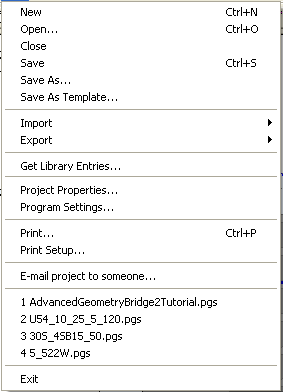 New Ctrl+N
Open... Ctrl+O
Close
Save Ctrl+S
Save As...
Save As Template...
Import
Export
Get Library Entries...
Project Properties...
Program Settings...
Print... Ctrl+P
Print Setup...
E-mail project to someone...
1 AdvancedGeometryBridge2Tutorial.pgs
2 U54_10_25_5_120.pgs
3 30S_4SB15_50.pgs
4 5_522W.pgs
Exit